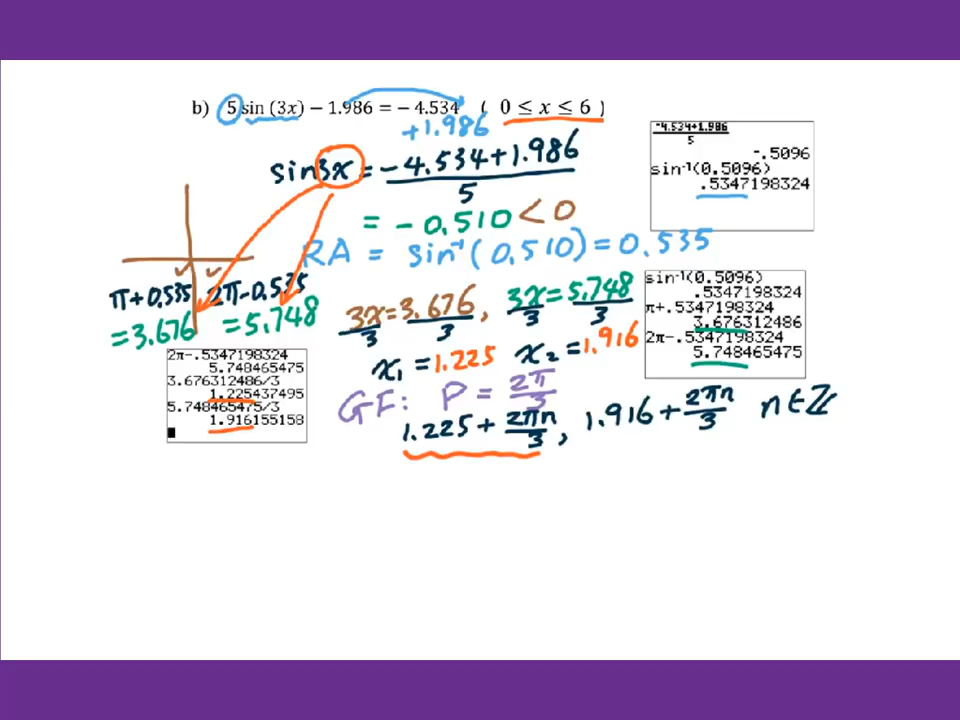 b) 5 sin (3x) − 1.986 = − 4.534 ( 0 ≤ x ≤ 6 )
+1.986
sin3x = −4.534+1.986 / 5
= −0.510 < 0
RA = sin⁻¹(0.510) = 0.535
π+0.535 2π−0.535
=3.676 =5.748
3x/3 = 3.676/3, 3x/3 = 5.748/3
x₁ = 1.225 x₂ = 1.916
GF: P = 2π/3
1.225 + 2πn/3, 1.916 + 2πn/3 n∈ℤ
-4.534+1.986
5
-.5096
sin⁻¹(0.5096)
.5347198324
sin⁻¹(0.5096)
.5347198324
π+.5347198324
3.676312486
2π-.5347198324
5.748465475
2π-.5347198324
5.748465475
3.676312486/3
1.225437495
5.748465475/3
1.916155158